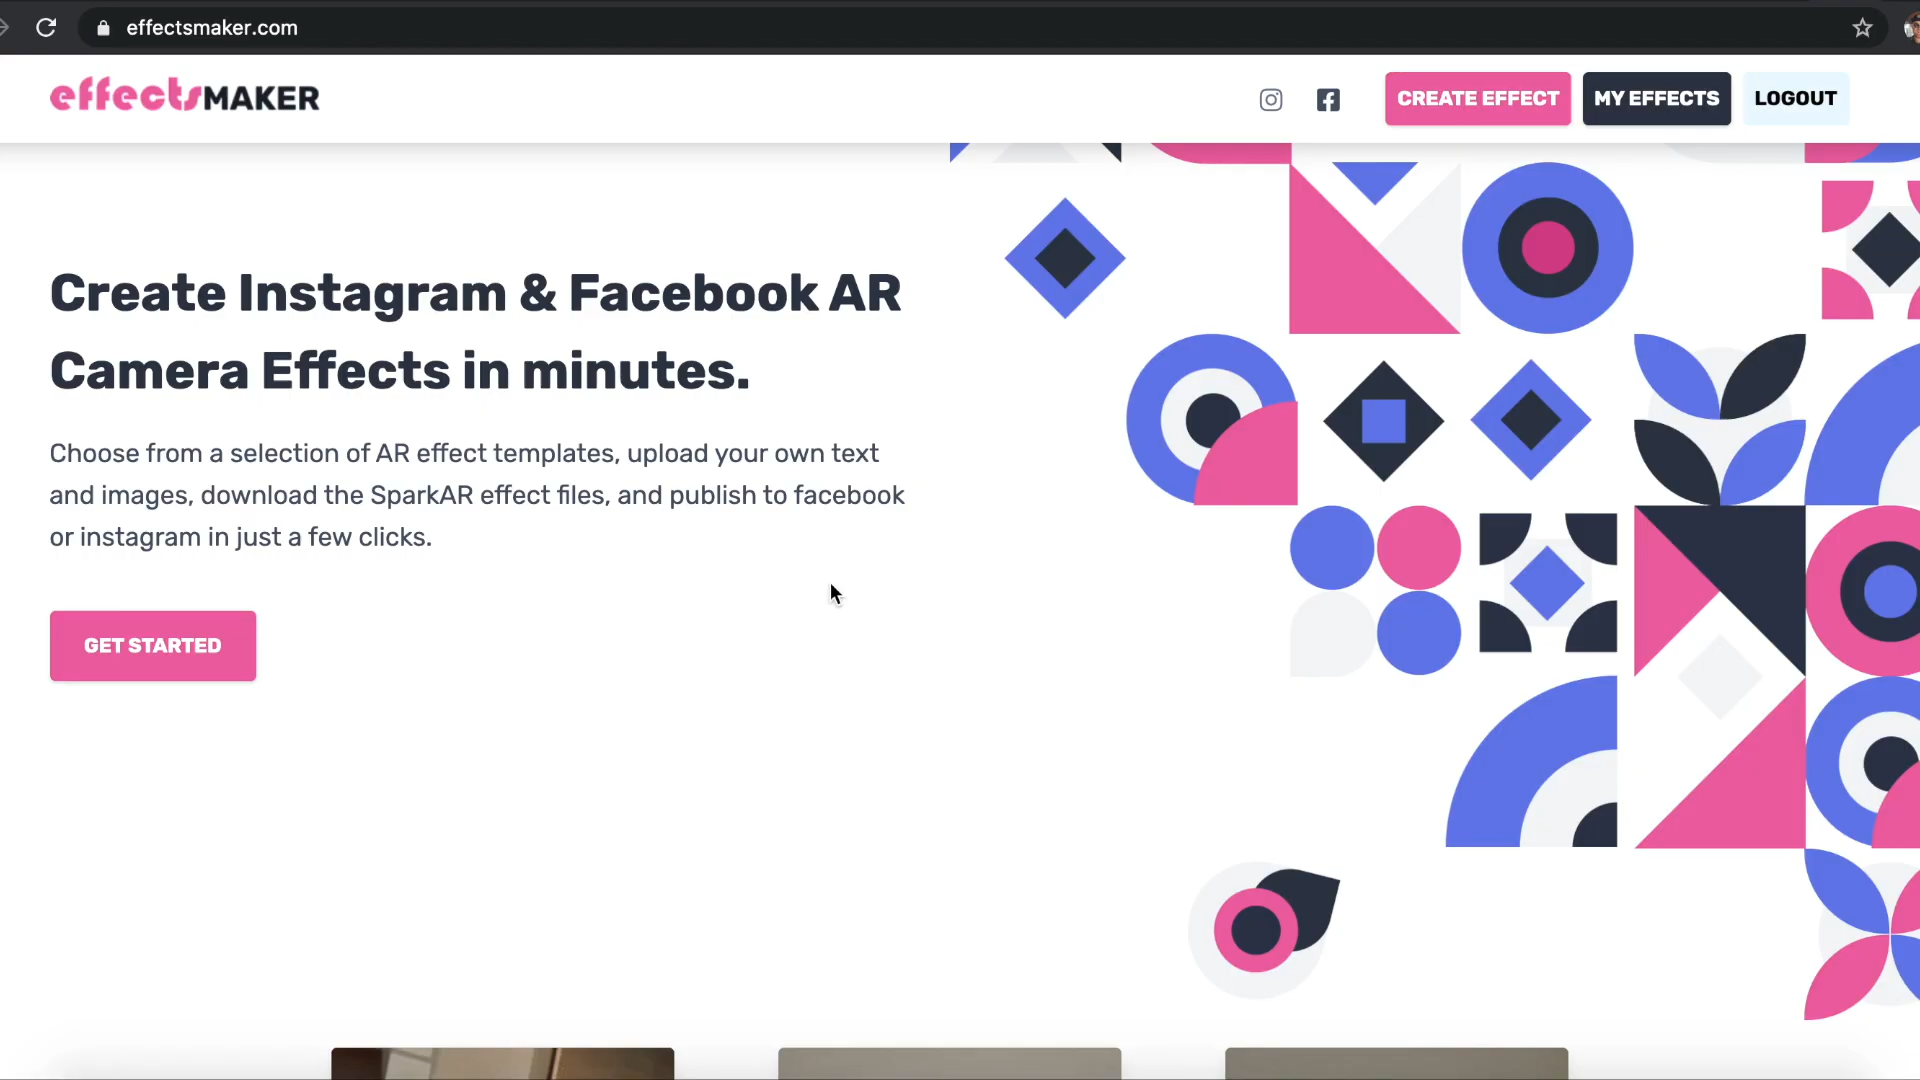 effectsmaker.com
effectsMAKER
CREATE EFFECT
MY EFFECTS
LOGOUT
Create Instagram & Facebook AR
Camera Effects in minutes.
Choose from a selection of AR effect templates, upload your own text
and images, download the SparkAR effect files, and publish to facebook
or instagram in just a few clicks.
GET STARTED